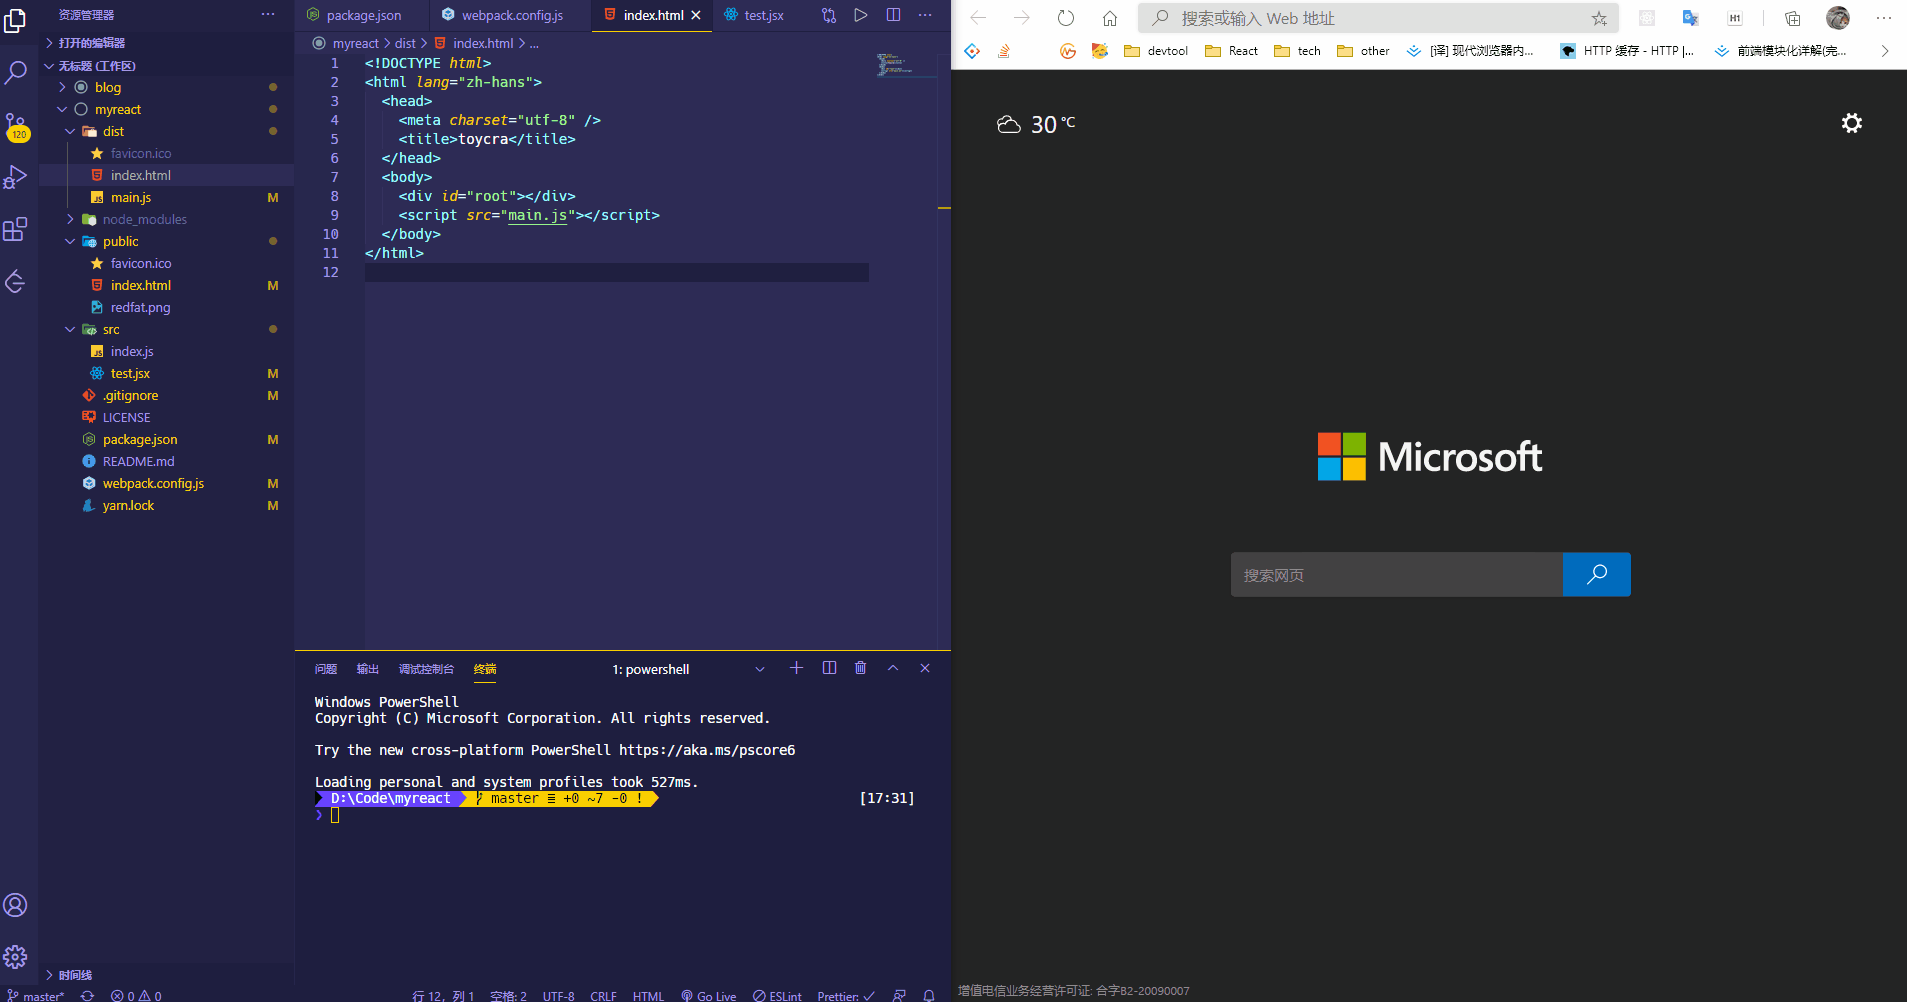 资源管理器
打开的编辑器
无标题 (工作区)
blog
myreact
dist
favicon.ico
index.html
main.js M
node_modules
public
favicon.ico
index.html M
redfat.png
src
index.js
test.jsx M
.gitignore M
LICENSE
package.json M
README.md
webpack.config.js M
yarn.lock M
时间线
120
package.json webpack.config.js index.html test.jsx
myreact > dist > index.html > ...
1 <!DOCTYPE html>
2 <html lang="zh-hans">
3 <head>
4 <meta charset="utf-8" />
5 <title>toycra</title>
6 </head>
7 <body>
8 <div id="root"></div>
9 <script src="main.js"></script>
10 </body>
11 </html>
12
问题 输出 调试控制台 终端 1: powershell
Windows PowerShell
Copyright (C) Microsoft Corporation. All rights reserved.
Try the new cross-platform PowerShell https://aka.ms/pscore6
Loading personal and system profiles took 527ms.
D:\Code\myreact master ≡ +0 ~7 -0 ! [17:31]
❯
master* 0 0 行 12，列 1 空格: 2 UTF-8 CRLF HTML Go Live ESLint Prettier: ✓
搜索或输入 Web 地址
H1
devtool React tech other [译] 现代浏览器内... HTTP 缓存 - HTTP |... 前端模块化详解(完...
30 °C
Microsoft
搜索网页
增值电信业务经营许可证: 合字B2-20090007